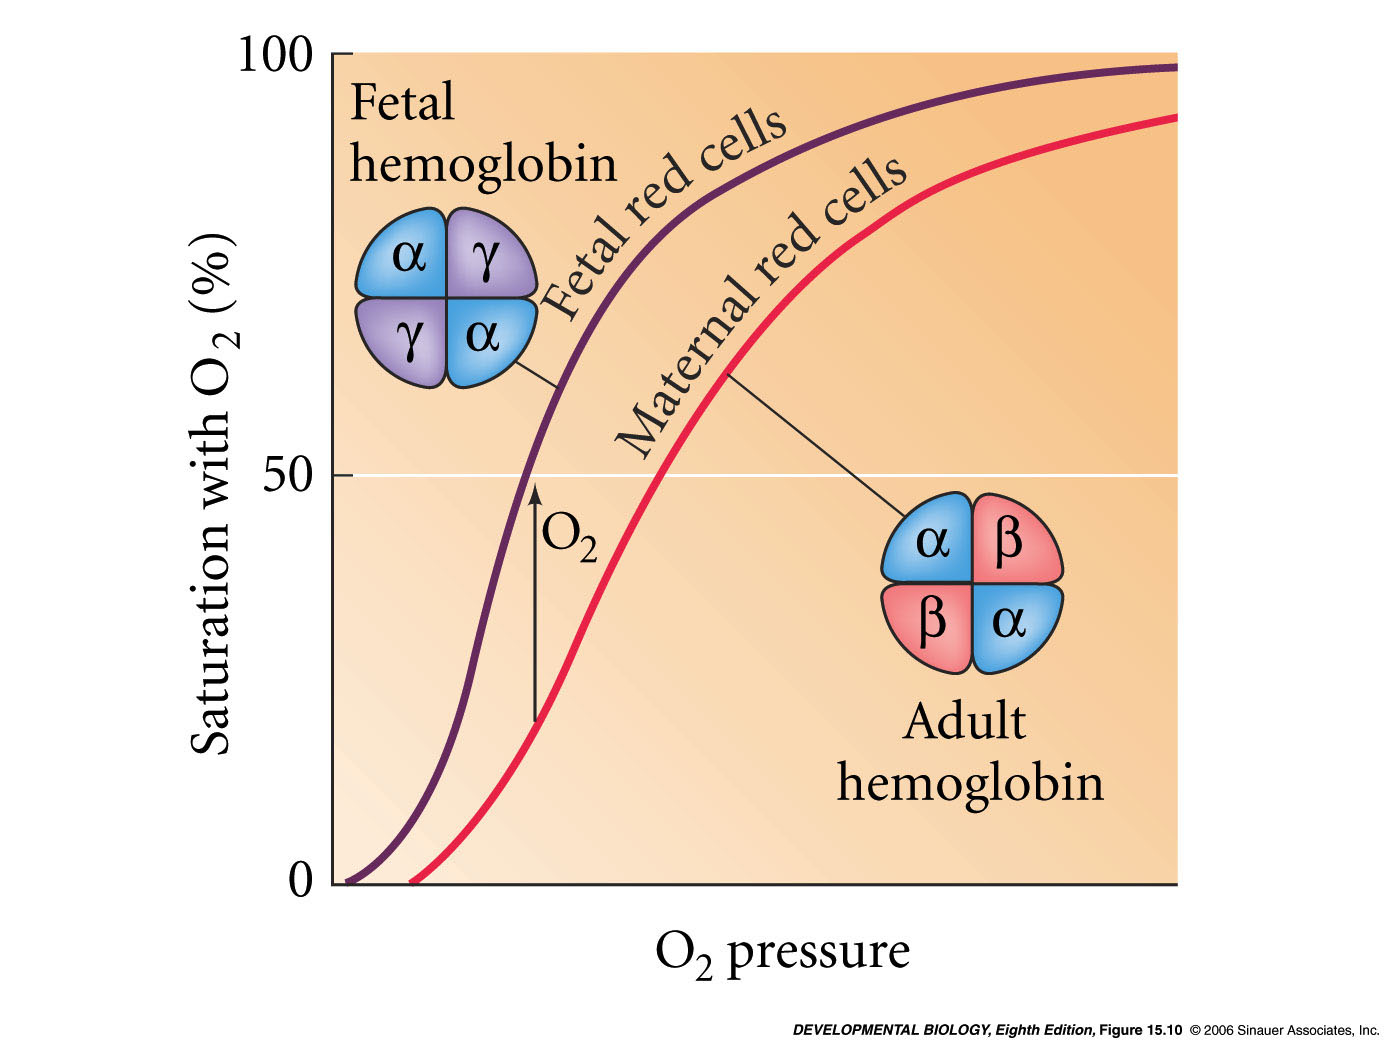 100
Fetal
hemoglobin
α γ
γ α
Fetal red cells
Maternal red cells
Saturation with O₂ (%)
50
O₂
α β
β α
Adult
hemoglobin
0
O₂ pressure
DEVELOPMENTAL BIOLOGY, Eighth Edition, Figure 15.10 © 2006 Sinauer Associates, Inc.